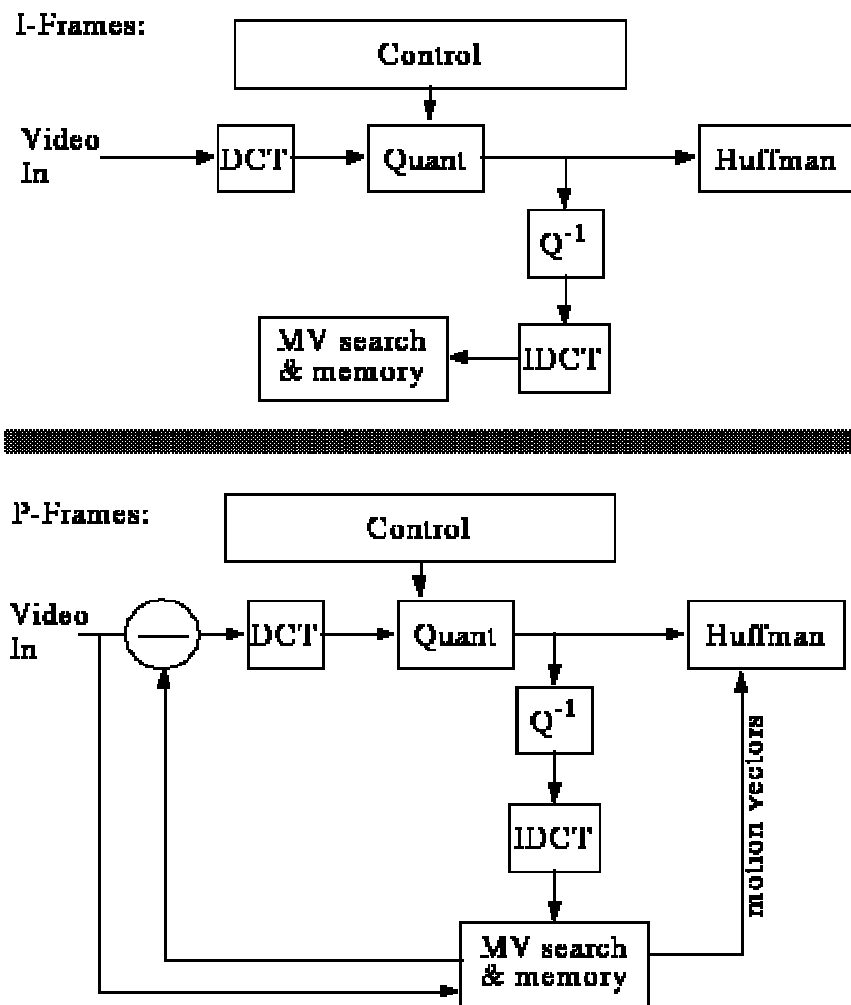 I-Frames:
Control
Video
In
DCT
Quant
Huffman
Q-1
MV search
& memory
IDCT
P-Frames:
Control
Video
In
DCT
Quant
Huffman
Q-1
motion vectors
IDCT
MV search
& memory